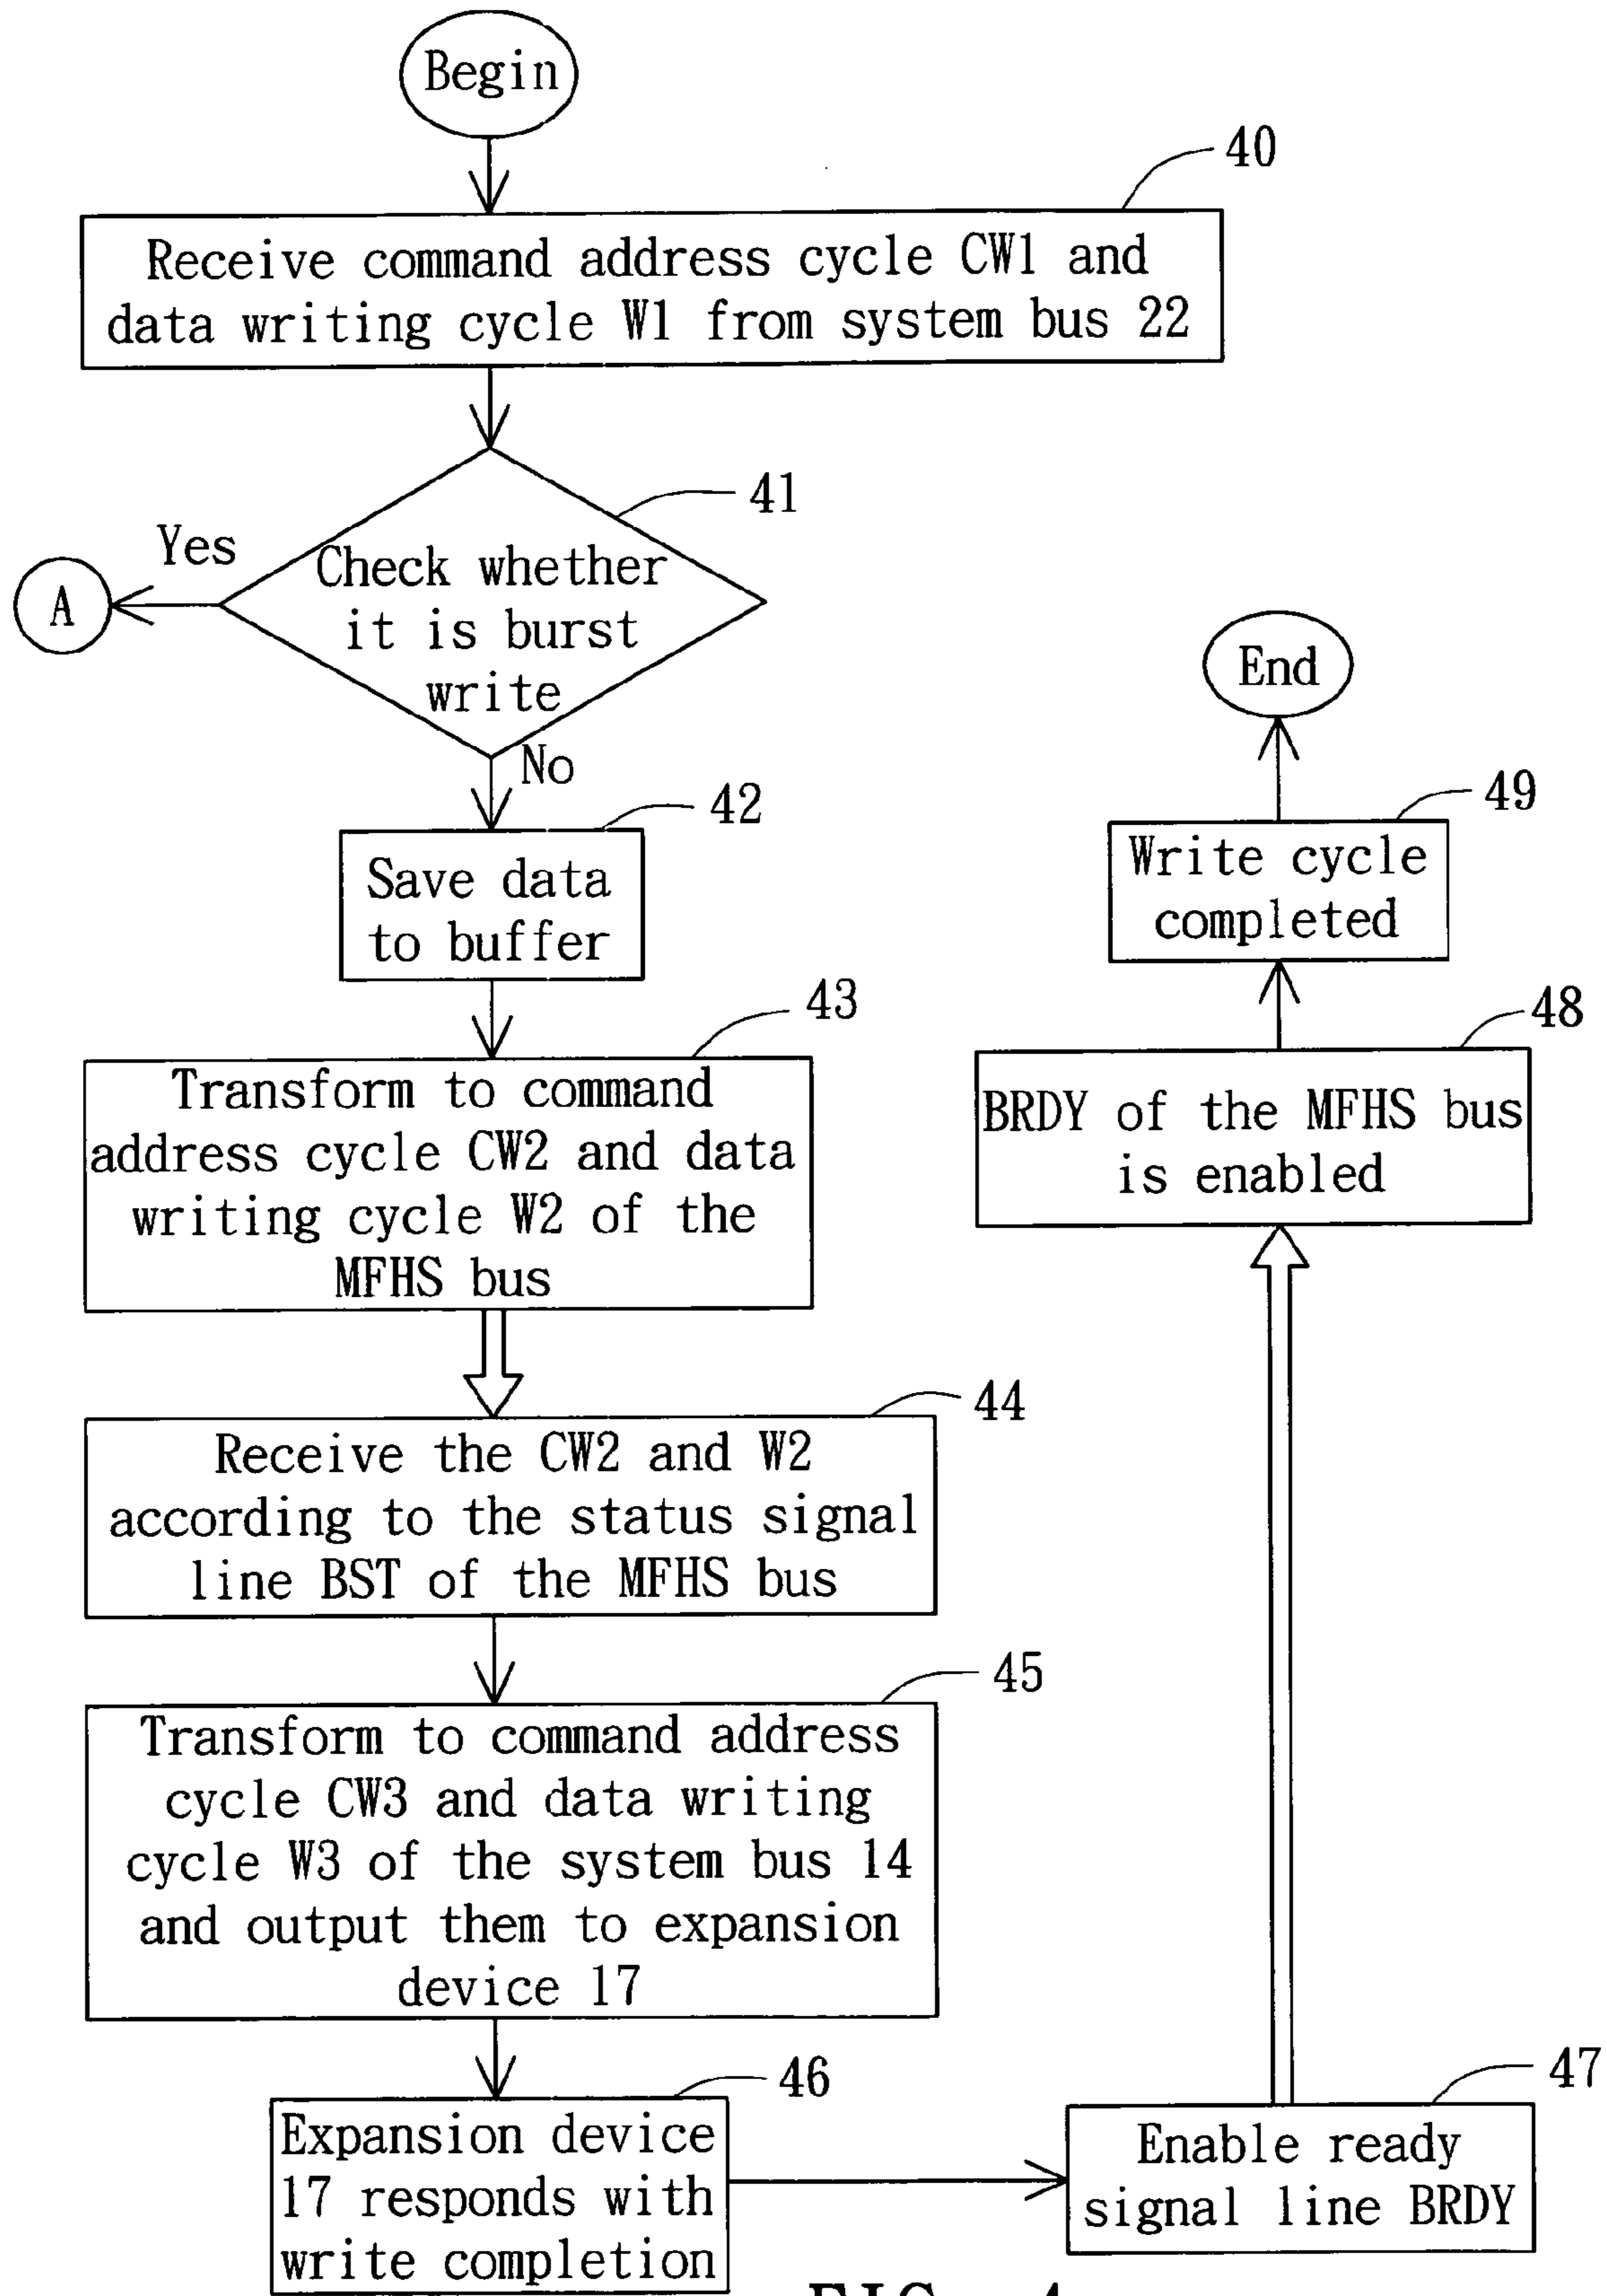 Begin
40
Receive command address cycle CW1 and
data writing cycle W1 from system bus 22
41
Yes
A
Check whether
it is burst
write
No
42
Save data
to buffer
43
Transform to command
address cycle CW2 and data
writing cycle W2 of the
MFHS bus
44
Receive the CW2 and W2
according to the status signal
line BST of the MFHS bus
45
Transform to command address
cycle CW3 and data writing
cycle W3 of the system bus 14
and output them to expansion
device 17
46
Expansion device
17 responds with
write completion
47
Enable ready
signal line BRDY
48
BRDY of the MFHS bus
is enabled
49
Write cycle
completed
End